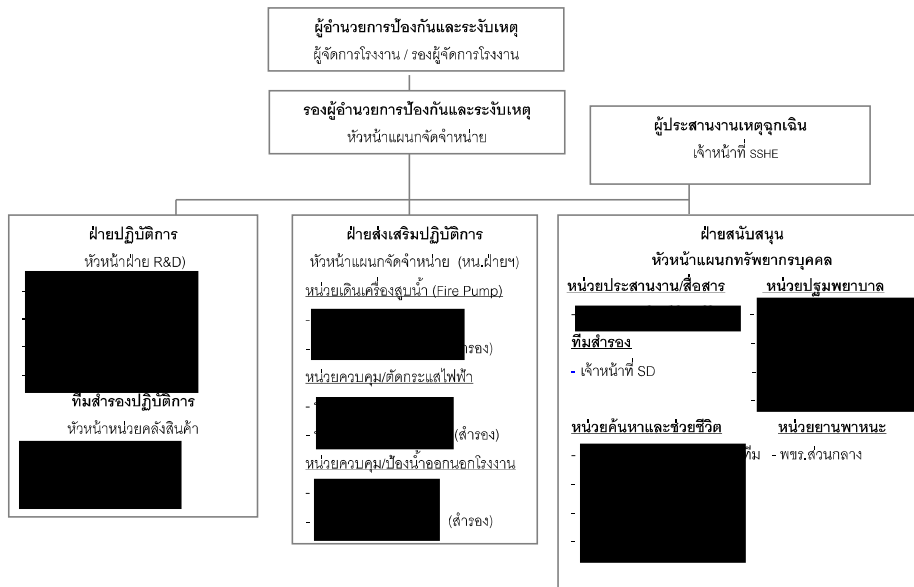 ผู้อำนวยการป้องกันและระงับเหตุ
ผู้จัดการโรงงาน / รองผู้จัดการโรงงาน
รองผู้อำนวยการป้องกันและระงับเหตุ
หัวหน้าแผนกจัดจำหน่าย
ผู้ประสานงานเหตุฉุกเฉิน
เจ้าหน้าที่ SSHE
ฝ่ายปฏิบัติการ
หัวหน้าฝ่าย R&D)
-
-
-
-
ทีมสำรองปฏิบัติการ
หัวหน้าหน่วยคลังสินค้า
ฝ่ายส่งเสริมปฏิบัติการ
หัวหน้าแผนกจัดจำหน่าย (หน.ฝ่ายฯ)
หน่วยเดินเครื่องสูบน้ำ (Fire Pump)
-
- สำรอง)
หน่วยควบคุม/ตัดกระแสไฟฟ้า
-
- (สำรอง)
หน่วยควบคุม/ป้องน้ำออกนอกโรงงาน
-
- (สำรอง)
ฝ่ายสนับสนุน
หัวหน้าแผนกทรัพยากรบุคคล
หน่วยประสานงาน/สื่อสาร
-
ทีมสำรอง
- เจ้าหน้าที่ SD
หน่วยปฐมพยาบาล
-
-
-
-
หน่วยค้นหาและช่วยชีวิต
- ทีม
-
-
-
หน่วยยานพาหนะ
- พขร.ส่วนกลาง